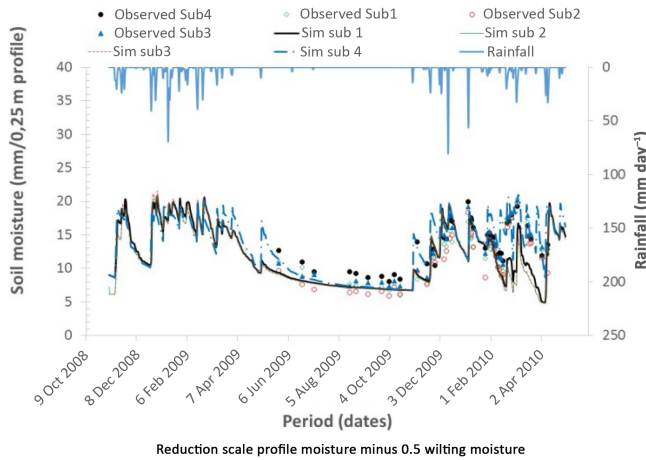 Observed Sub4 Observed Sub1 Observed Sub2
Observed Sub3 Sim sub 1 Sim sub 2
Sim sub3 Sim sub 4 Rainfall
Soil moisture (mm/0,25 m profile)
40
35
30
25
20
15
10
5
0
0
50
100
150
200
250
Rainfall (mm day⁻¹)
9 Oct 2008
8 Dec 2008
6 Feb 2009
7 Apr 2009
6 Jun 2009
5 Aug 2009
4 Oct 2009
3 Dec 2009
1 Feb 2010
2 Apr 2010
Period (dates)
Reduction scale profile moisture minus 0.5 wilting moisture